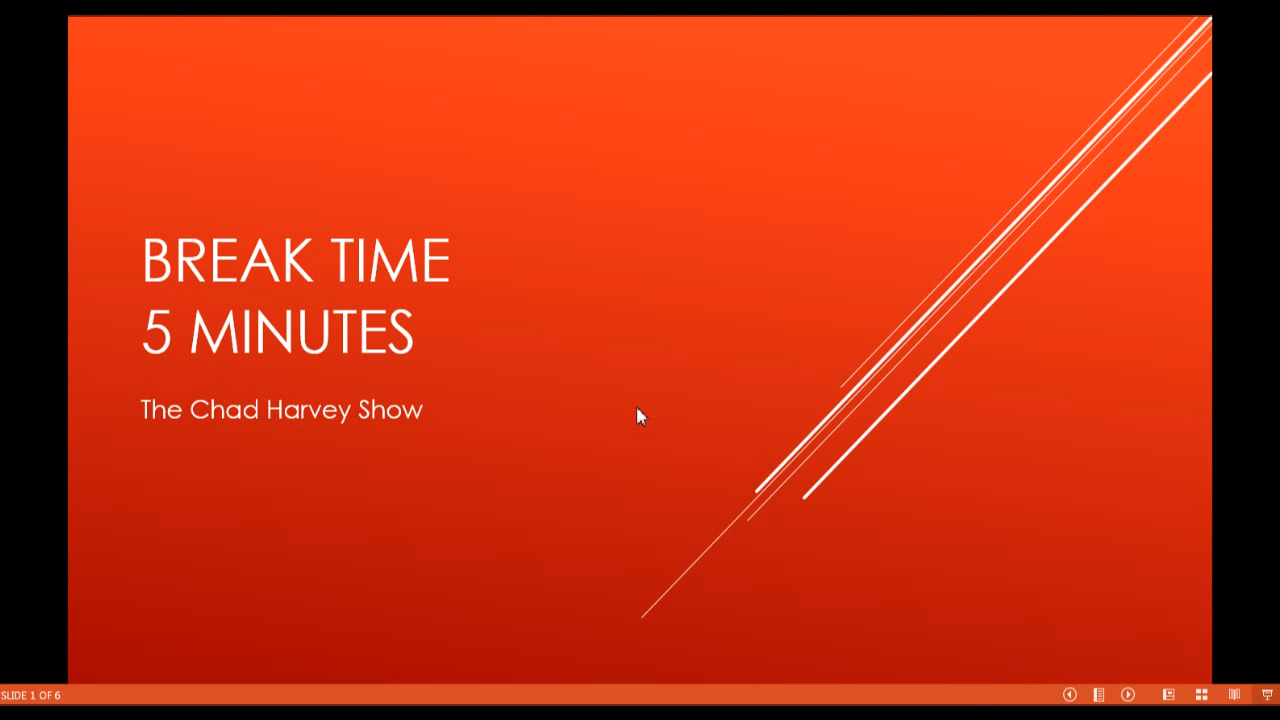 BREAK TIME
5 MINUTES
The Chad Harvey Show
SLIDE 1 OF 6